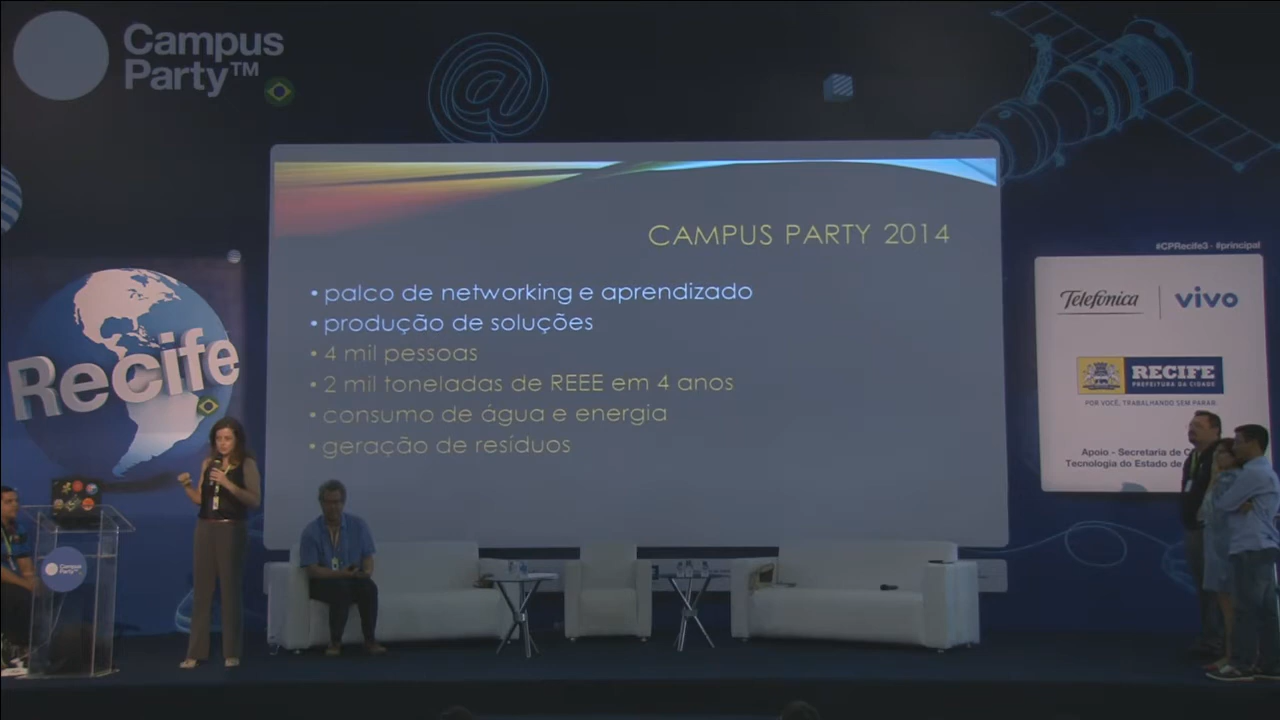 Campus
Party™
CAMPUS PARTY 2014
• palco de networking e aprendizado
• produção de soluções
• 4 mil pessoas
• 2 mil toneladas de REEE em 4 anos
• consumo de água e energia
• geração de resíduos
#CPRecife3 - #principal
Telefónica
vivo
RECIFE
PREFEITURA DA CIDADE
POR VOCÊ, TRABALHANDO SEM PARAR.
Apoio - Secretaria de
Tecnologia do Estado de
Recife
Campus
Party™